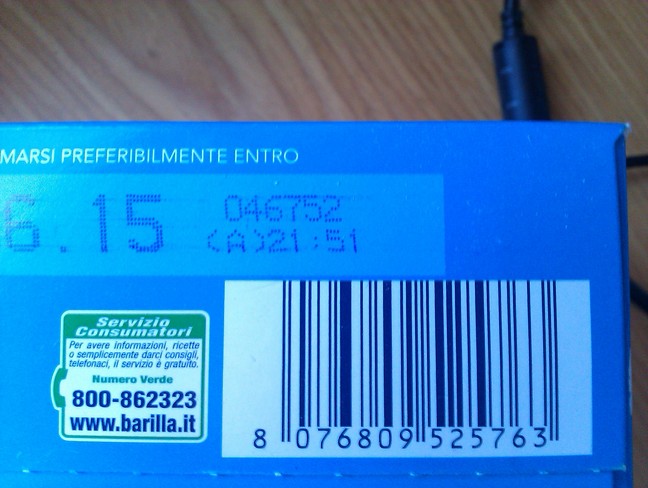 MARSI PREFERIBILMENTE ENTRO
6.15
046752
(A)21:51
Servizio
Consumatori
Per avere informazioni, ricette
o semplicemente darci consigli,
telefonaci, il servizio è gratuito.
Numero Verde
800-862323
www.barilla.it
8 076809 525763